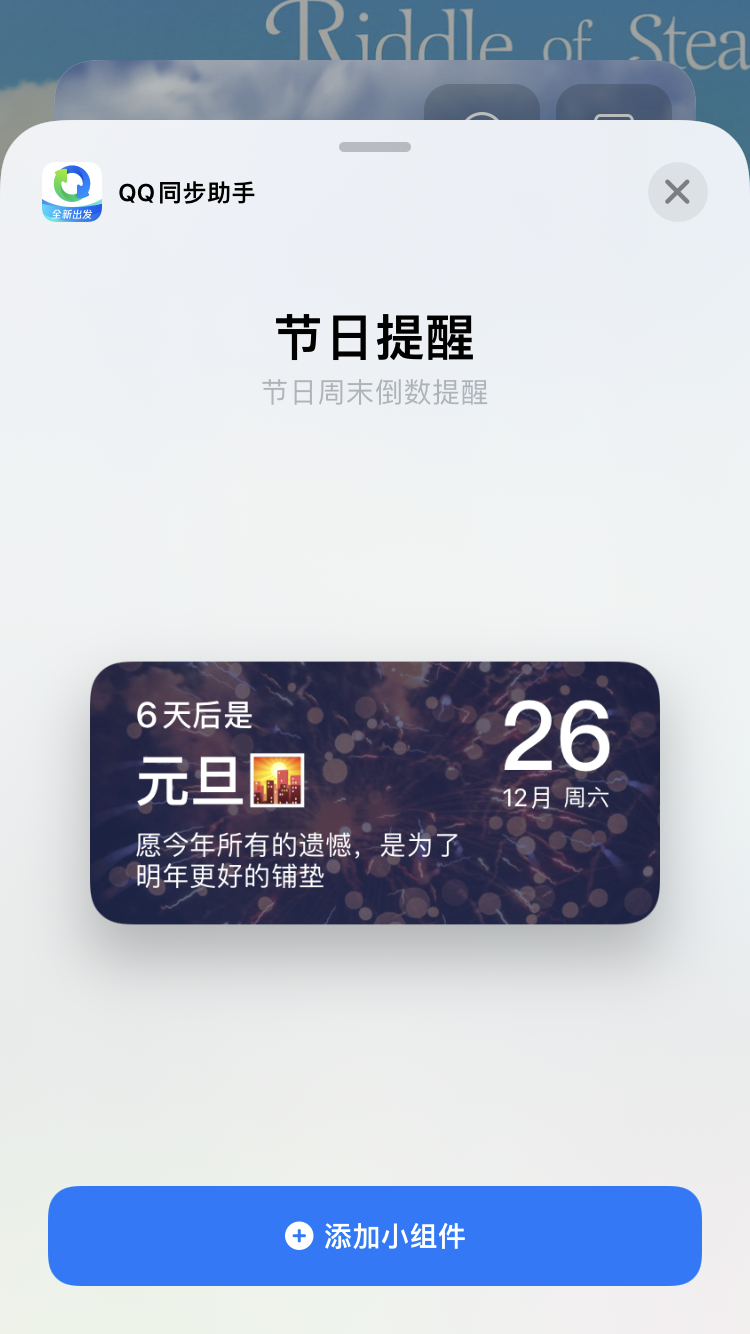 Riddle of Stea
全新出发
QQ同步助手
节日提醒
节日周末倒数提醒
6天后是
元旦
26
12月 周六
愿今年所有的遗憾，是为了
明年更好的铺垫
添加小组件